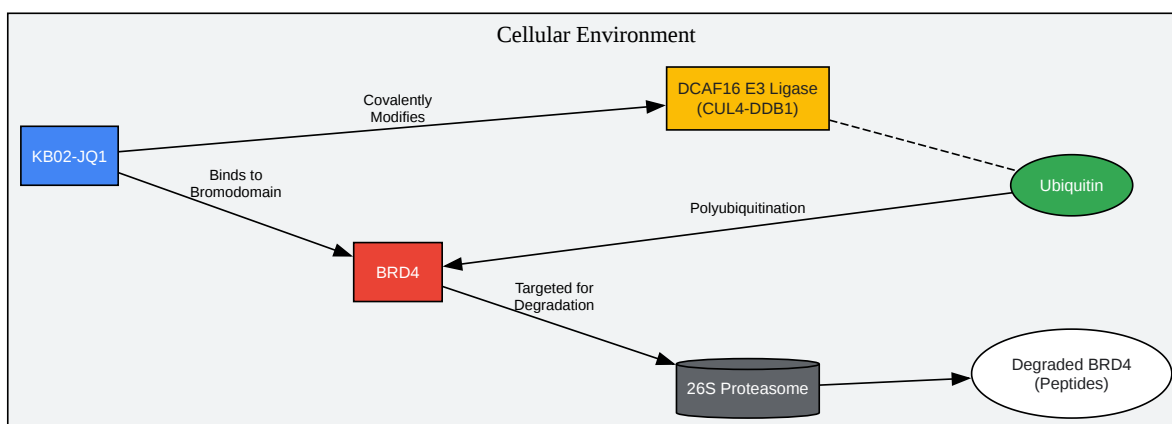 Cellular Environment
DCAF16 E3 Ligase
(CUL4-DDB1)
Covalently
Modifies
KB02-JQ1
Binds to
Bromodomain
Ubiquitin
Polyubiquitination
BRD4
Targeted for
Degradation
26S Proteasome
Degraded BRD4
(Peptides)